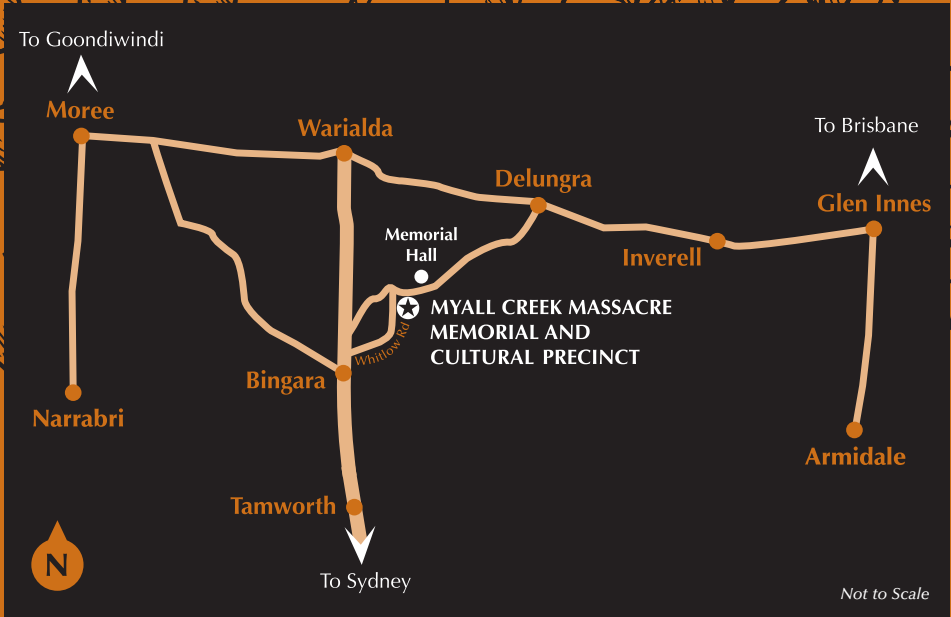 To Goondiwindi
Moree
Warialda
To Brisbane
Delungra
Glen Innes
Memorial
Hall
Inverell
MYALL CREEK MASSACRE
MEMORIAL AND
CULTURAL PRECINCT
Whitlow Rd
Bingara
Narrabri
Armidale
Tamworth
N
To Sydney
Not to Scale